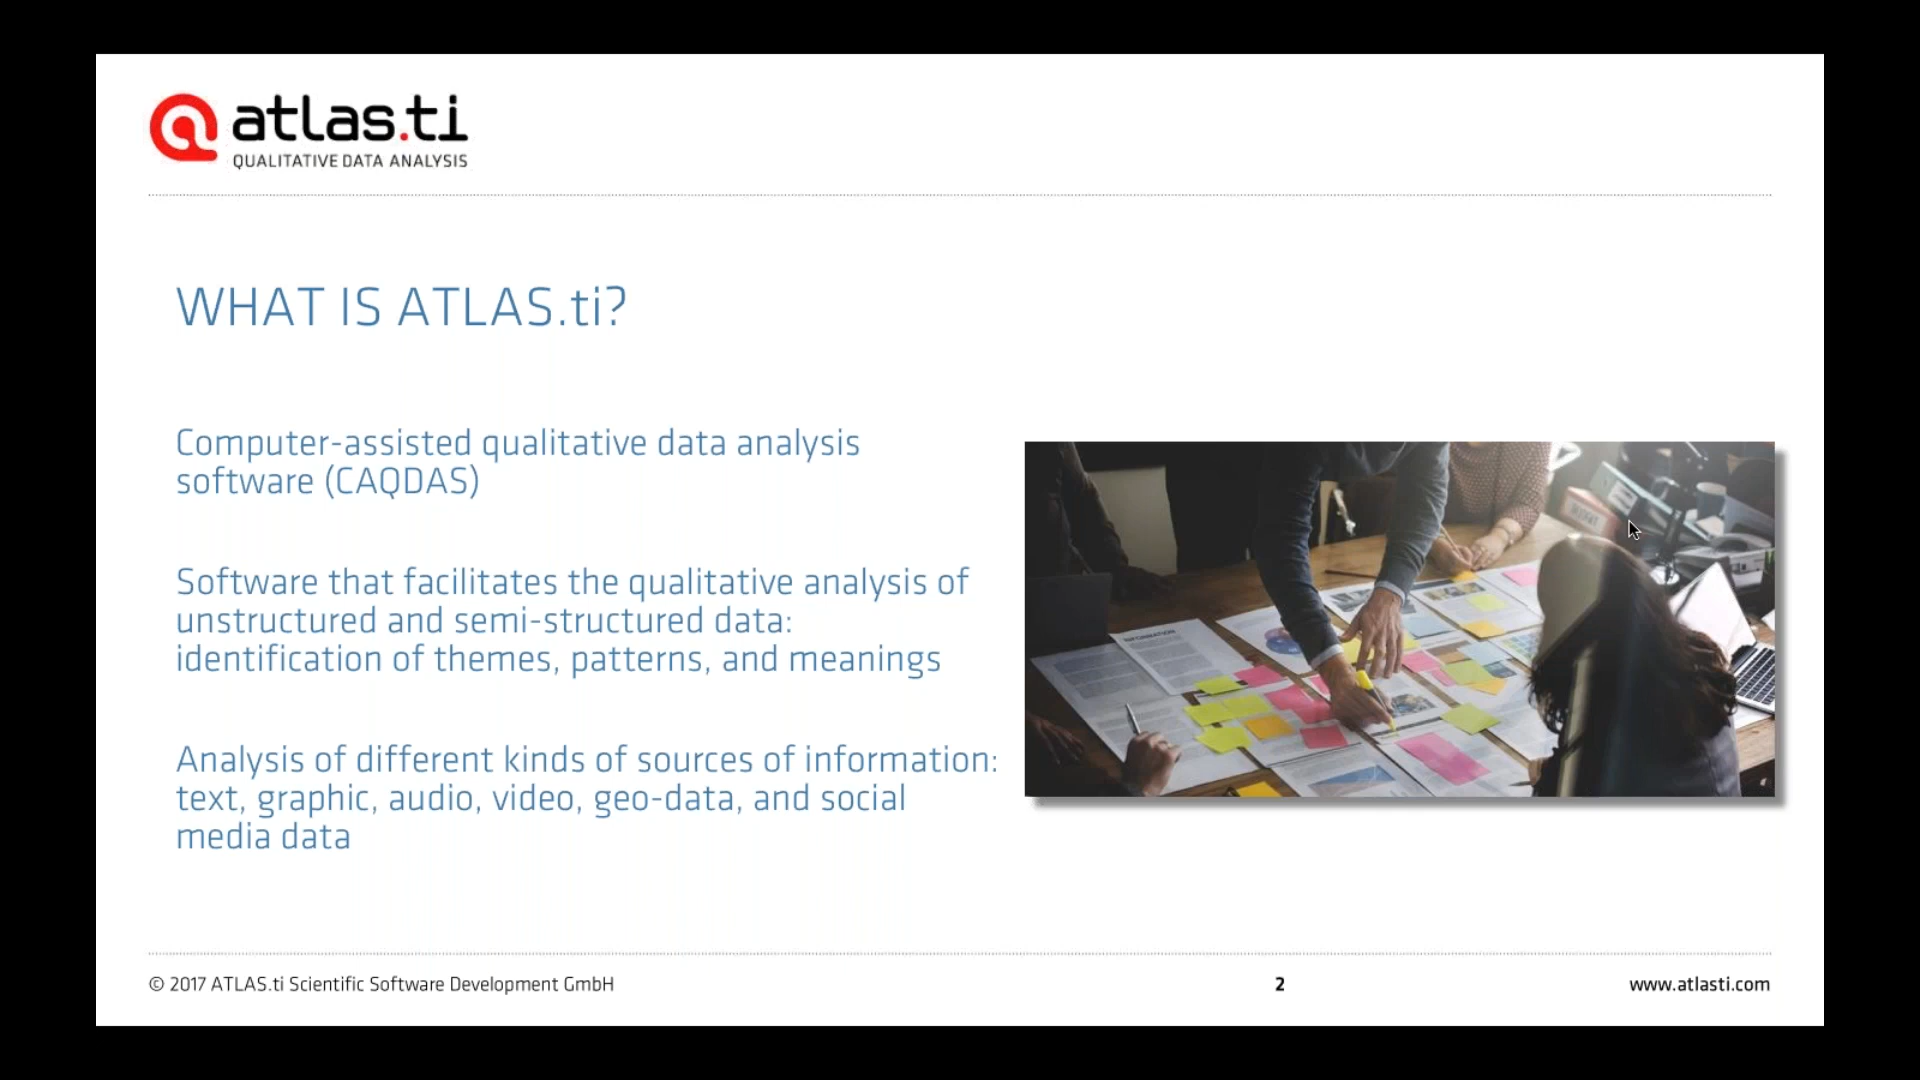 atlas.ti
QUALITATIVE DATA ANALYSIS
WHAT IS ATLAS.ti?
Computer-assisted qualitative data analysis
software (CAQDAS)
Software that facilitates the qualitative analysis of
unstructured and semi-structured data:
identification of themes, patterns, and meanings
Analysis of different kinds of sources of information:
text, graphic, audio, video, geo-data, and social
media data
INFORMATION
© 2017 ATLAS.ti Scientific Software Development GmbH
2
www.atlasti.com